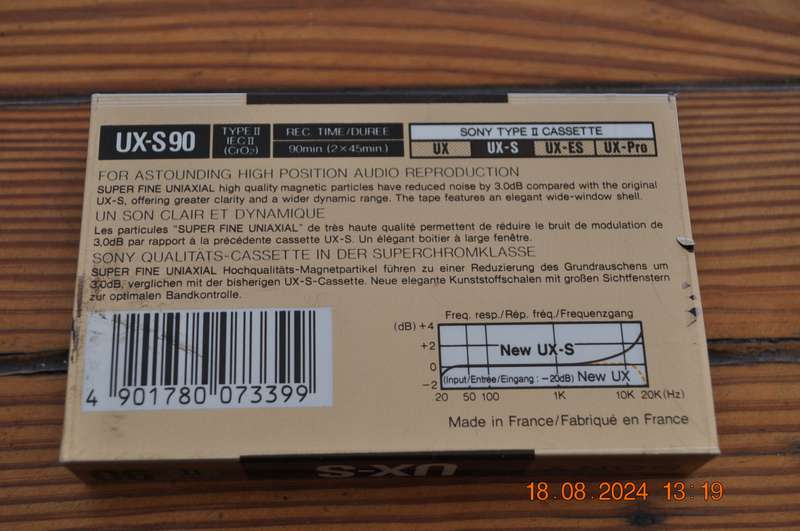 UX-S90
TYPE II
IEC II
(CrO₂)
REC. TIME/DUREE
90min. (2×45min.)
SONY TYPE II CASSETTE
UX UX-S UX-ES UX-Pro
FOR ASTOUNDING HIGH POSITION AUDIO REPRODUCTION
SUPER FINE UNIAXIAL high quality magnetic particles have reduced noise by 3.0dB compared with the original
UX-S, offering greater clarity and a wider dynamic range. The tape features an elegant wide-window shell.
UN SON CLAIR ET DYNAMIQUE
Les particules "SUPER FINE UNIAXIAL" de très haute qualité permettent de réduire le bruit de modulation de
3,0dB par rapport à la précédente cassette UX-S. Un élégant boitier à large fenêtre.
SONY QUALITÄTS-CASSETTE IN DER SUPERCHROMKLASSE
SUPER FINE UNIAXIAL Hochqualitäts-Magnetpartikel führen zu einer Reduzierung des Grundrauschens um
3,0dB, verglichen mit der bisherigen UX-S-Cassette. Neue elegante Kunststoffschalen mit großen Sichtfenstern
zur optimalen Bandkontrolle.
4 901780 073399
Freq. resp./Rép. fréq./Frequenzgang
(dB) +4
+2
0
−2
New UX-S
(Input/Entrée/Eingang : −20dB) New UX
20 50 100 1K 10K 20K (Hz)
Made in France/Fabriqué en France
UX-S
II 90
18.08.2024 13:19